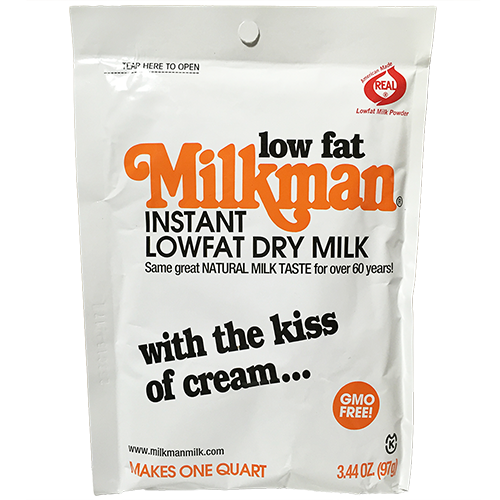 TEAR HERE TO OPEN
American Made
REAL
®
Lowfat Milk Powder
low fat
Milkman®
INSTANT
LOWFAT DRY MILK
Same great NATURAL MILK TASTE for over 60 years!
with the kiss
of cream...
GMO
FREE!
K
www.milkmanmilk.com
MAKES ONE QUART
3.44 OZ. (97g)